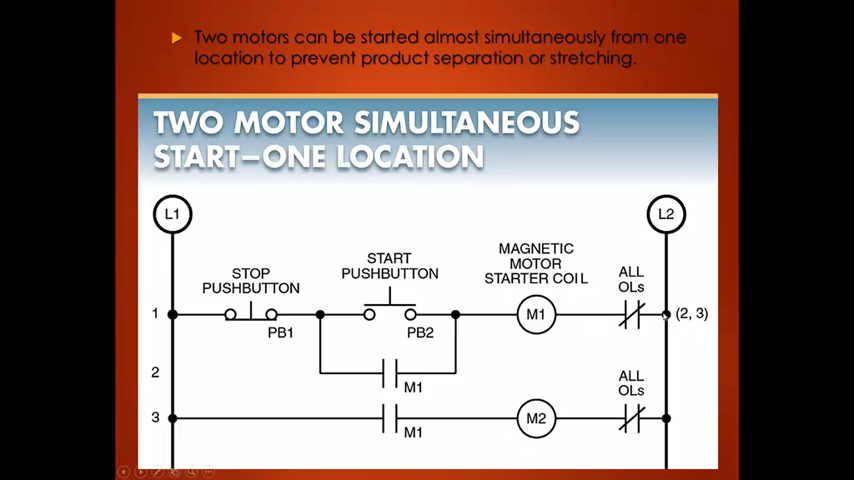 Two motors can be started almost simultaneously from one
location to prevent product separation or stretching.
TWO MOTOR SIMULTANEOUS
START–ONE LOCATION
L1
L2
STOP
PUSHBUTTON
START
PUSHBUTTON
MAGNETIC
MOTOR
STARTER COIL
ALL
OLs
1
PB1
PB2
M1
(2, 3)
2
M1
ALL
OLs
3
M1
M2